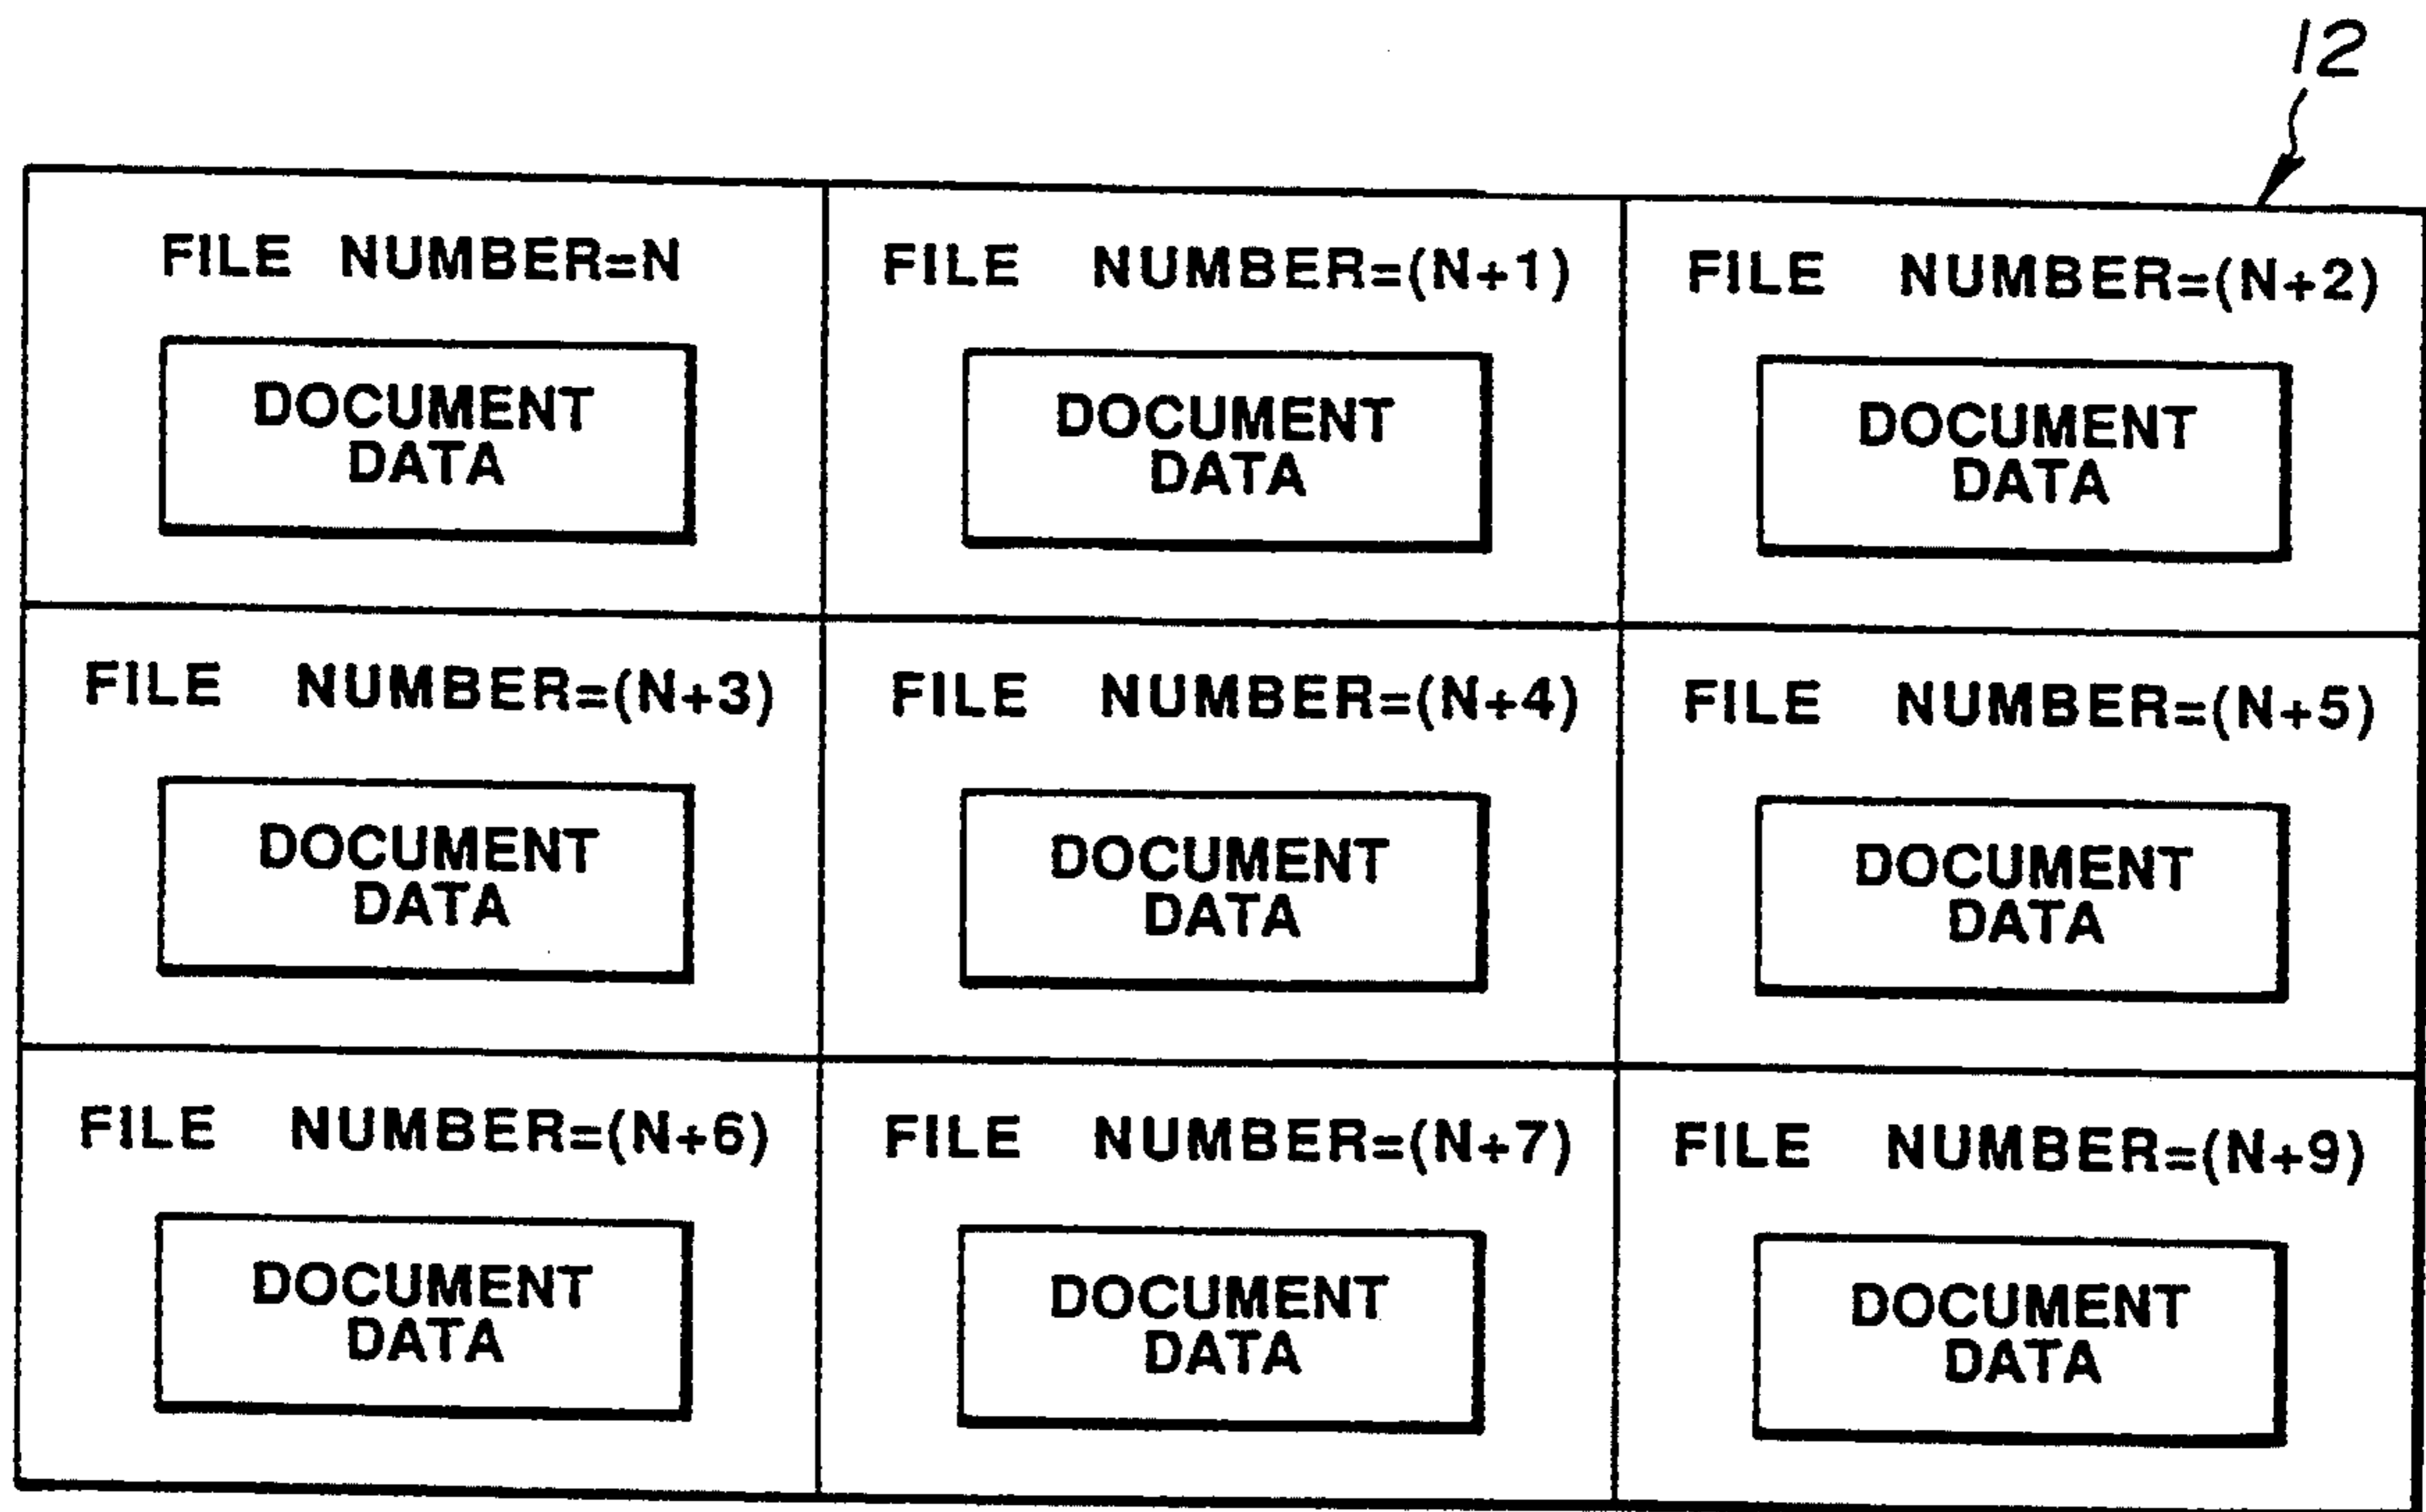 12
FILE NUMBER=N
DOCUMENT
DATA
FILE NUMBER=(N+1)
DOCUMENT
DATA
FILE NUMBER=(N+2)
DOCUMENT
DATA
FILE NUMBER=(N+3)
DOCUMENT
DATA
FILE NUMBER=(N+4)
DOCUMENT
DATA
FILE NUMBER=(N+5)
DOCUMENT
DATA
FILE NUMBER=(N+6)
DOCUMENT
DATA
FILE NUMBER=(N+7)
DOCUMENT
DATA
FILE NUMBER=(N+9)
DOCUMENT
DATA